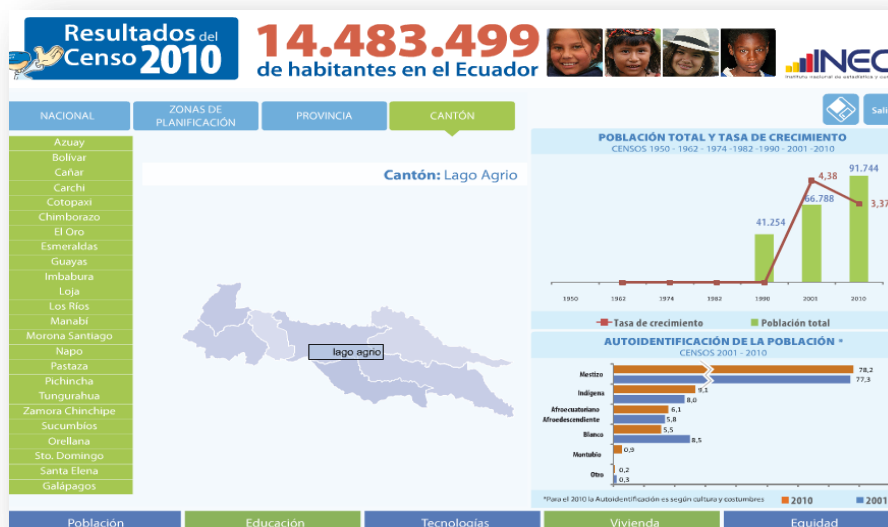 Resultados del
Censo 2010
14.483.499
de habitantes en el Ecuador
INEC
NACIONAL
ZONAS DE
PLANIFICACIÓN
PROVINCIA
CANTÓN
Sali
Azuay
Bolívar
Cañar
Carchi
Cotopaxi
Chimborazo
El Oro
Esmeraldas
Guayas
Imbabura
Loja
Los Ríos
Manabí
Morona Santiago
Napo
Pastaza
Pichincha
Tungurahua
Zamora Chinchipe
Sucumbíos
Orellana
Sto. Domingo
Santa Elena
Galápagos
Cantón: Lago Agrio
lago agrio
POBLACIÓN TOTAL Y TASA DE CRECIMIENTO
CENSOS 1950 - 1962 - 1974 -1982 -1990 - 2001 -2010
91.744
4,38
66.788
3,37
41.254
1950 1962 1974 1982 1990 2001 2010
Tasa de crecimiento Población total
AUTOIDENTIFICACIÓN DE LA POBLACIÓN *
CENSOS 2001 - 2010
Mestizo 78,2
77,3
Indígena 9,3
8,0
Afroecuatoriano 6,1
Afrodescendiente 5,8
Blanco 5,5
8,5
Montubio 0,9
Otro 0,2
0,3
*Para el 2010 la Autoidentificación es según cultura y costumbres 2010 2001
Población Educación Tecnologías Vivienda Equidad